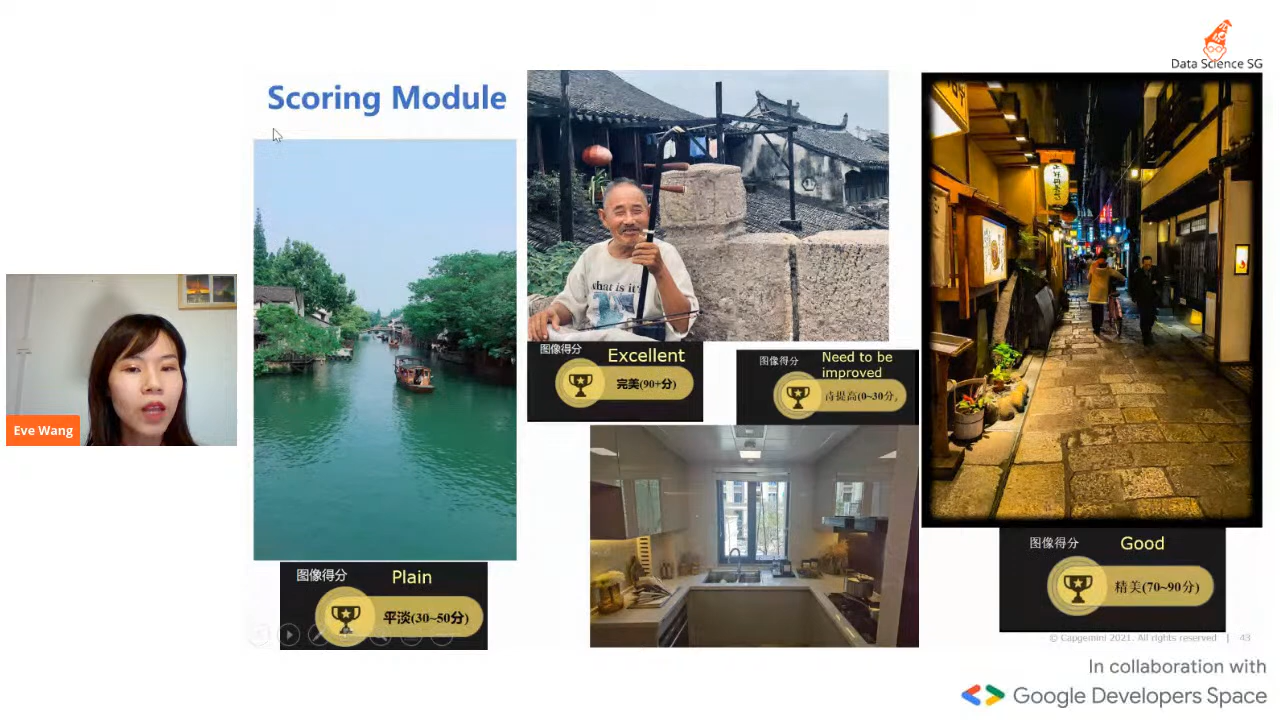 Data Science SG
Scoring Module
what is it?
Eve Wang
图像得分
Excellent
完美(90+分)
图像得分
Need to be
improved
待提高(0~30分)
图像得分
Plain
平淡(30~50分)
图像得分
Good
精美(70~90分)
© Capgemini 2021. All rights reserved | 43
In collaboration with
Google Developers Space